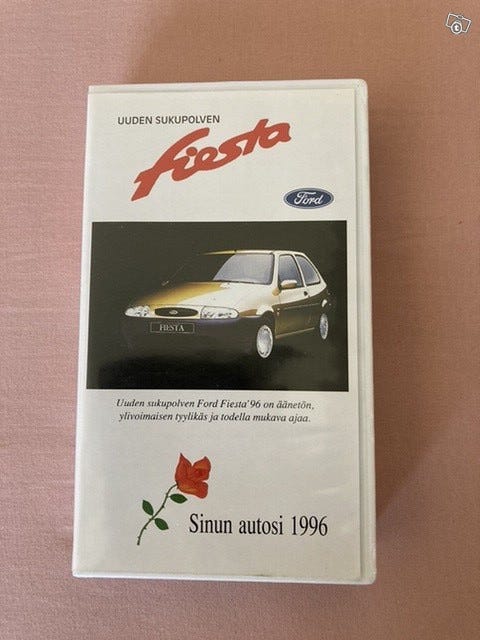 UUDEN SUKUPOLVEN
fiesta
Ford
FIESTA
Uuden sukupolven Ford Fiesta'96 on äänetön,
ylivoimaisen tyylikäs ja todella mukava ajaa.
Sinun autosi 1996